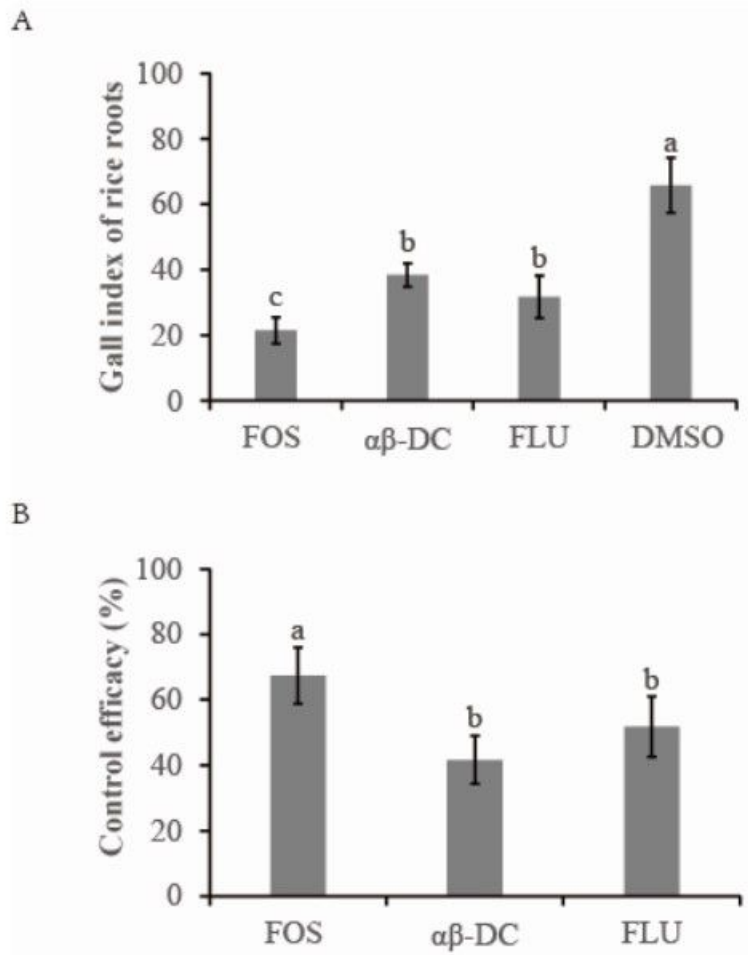 A
Gall index of rice roots
100
80
60
40
20
0
c
b
b
a
FOS
αβ-DC
FLU
DMSO
B
Control efficacy (%)
100
80
60
40
20
0
a
b
b
FOS
αβ-DC
FLU